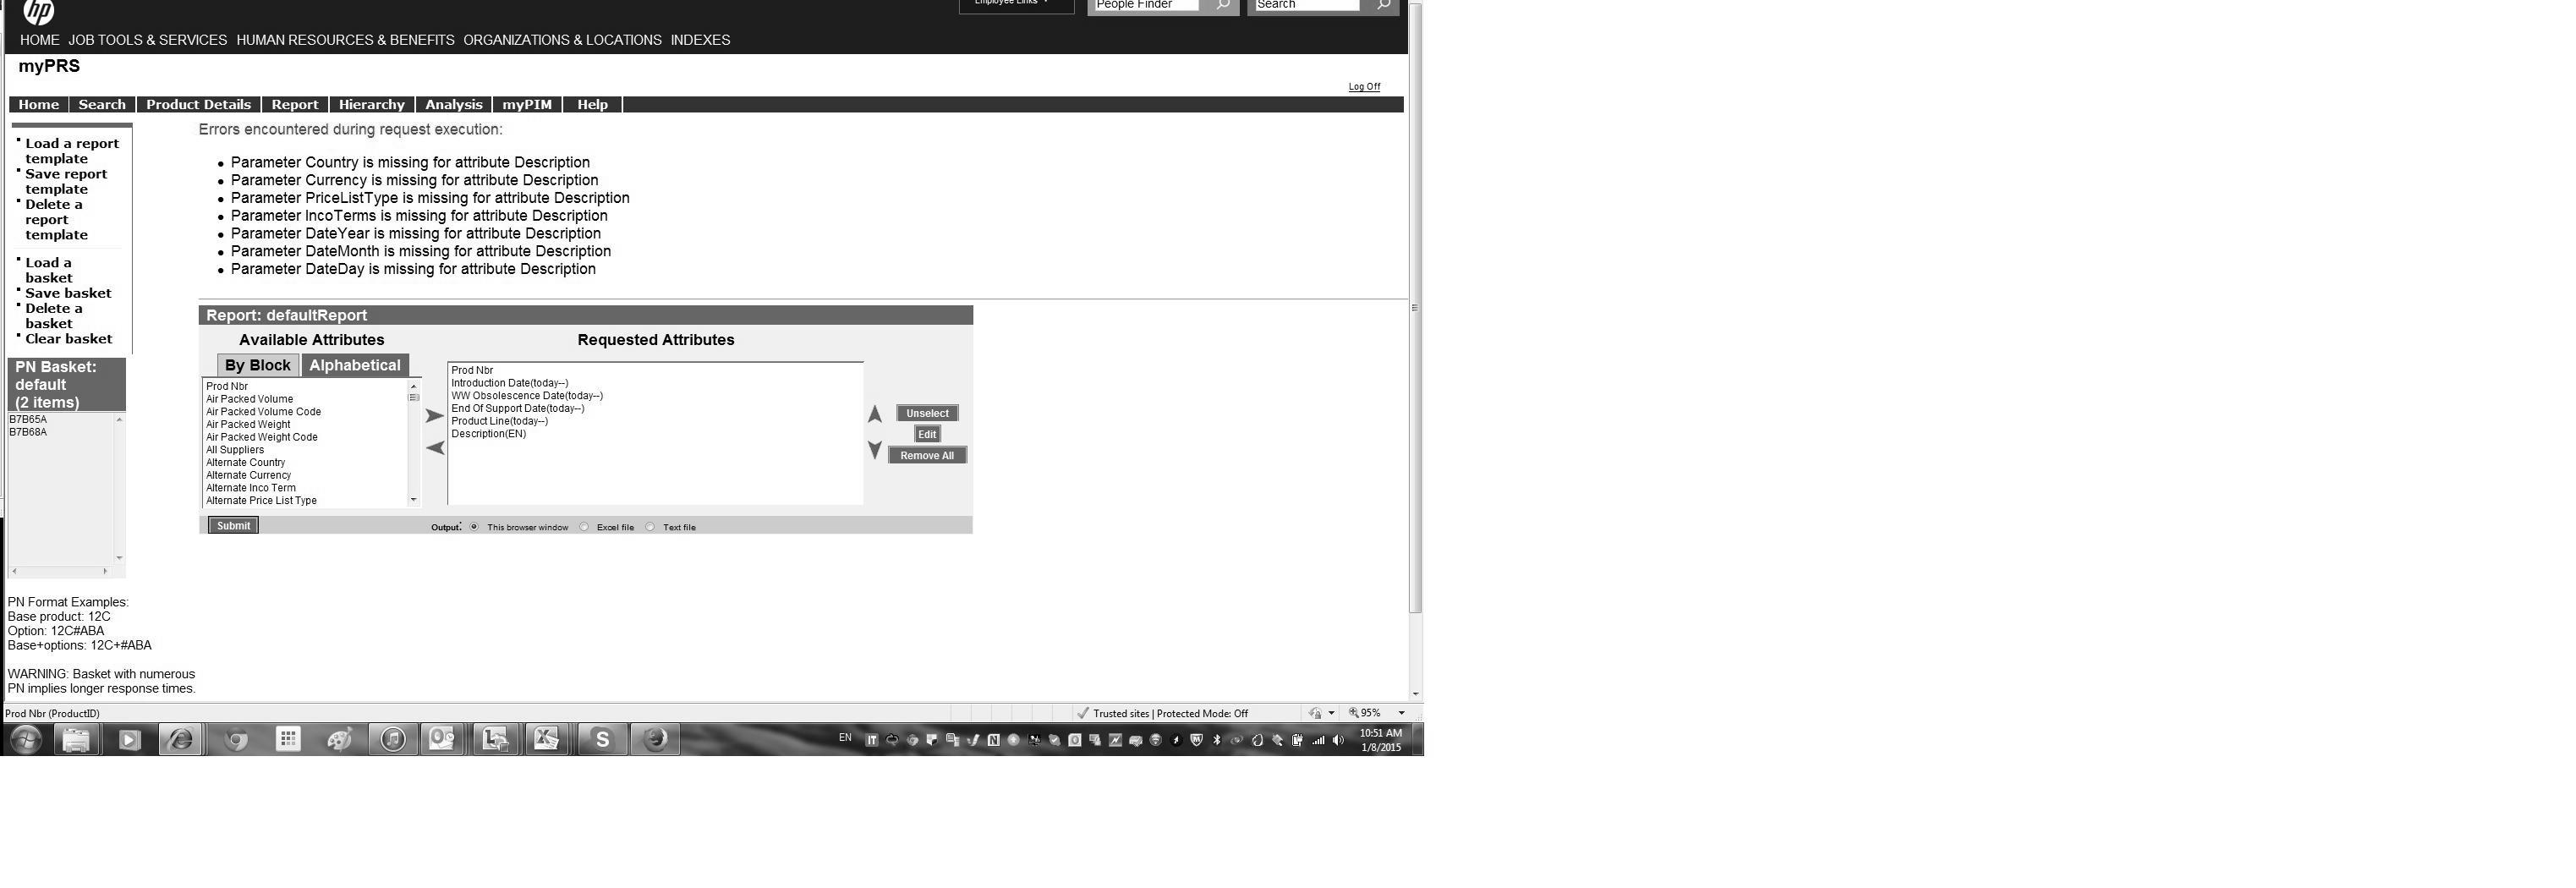 hp
Employee Links
People Finder
Search
HOME JOB TOOLS & SERVICES HUMAN RESOURCES & BENEFITS ORGANIZATIONS & LOCATIONS INDEXES
myPRS
Log Off
Home Search Product Details Report Hierarchy Analysis myPIM Help
Load a report
template
Save report
template
Delete a
report
template
Load a
basket
Save basket
Delete a
basket
Clear basket
PN Basket:
default
(2 items)
B7B65A
B7B68A
PN Format Examples:
Base product: 12C
Option: 12C#ABA
Base+options: 12C+#ABA
WARNING: Basket with numerous
PN implies longer response times.
Errors encountered during request execution:
Parameter Country is missing for attribute Description
Parameter Currency is missing for attribute Description
Parameter PriceListType is missing for attribute Description
Parameter IncoTerms is missing for attribute Description
Parameter DateYear is missing for attribute Description
Parameter DateMonth is missing for attribute Description
Parameter DateDay is missing for attribute Description
Report: defaultReport
Available Attributes
By Block Alphabetical
Prod Nbr
Air Packed Volume
Air Packed Volume Code
Air Packed Weight
Air Packed Weight Code
All Suppliers
Alternate Country
Alternate Currency
Alternate Inco Term
Alternate Price List Type
Requested Attributes
Prod Nbr
Introduction Date(today--)
WW Obsolescence Date(today--)
End Of Support Date(today--)
Product Line(today--)
Description(EN)
Unselect
Edit
Remove All
Submit
Output: This browser window Excel file Text file
Prod Nbr (ProductID)
Trusted sites | Protected Mode: Off
95%
EN
10:51 AM
1/8/2015